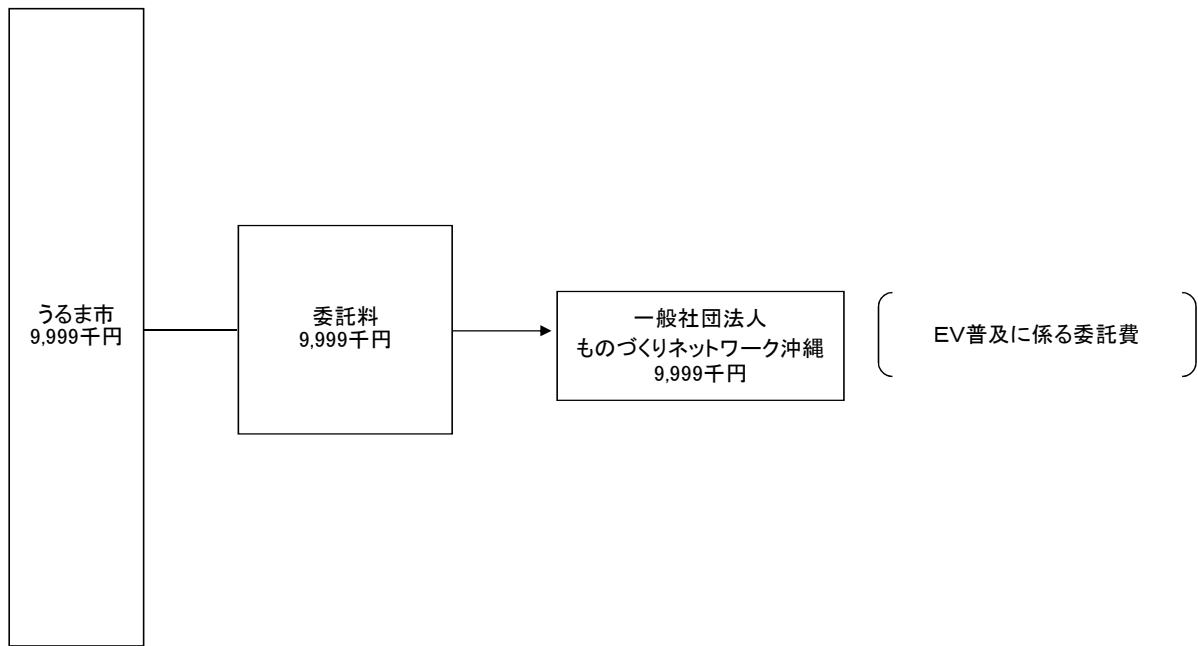 うるま市
9,999千円
委託料
9,999千円
一般社団法人
ものづくりネットワーク沖縄
9,999千円
EV普及に係る委託費